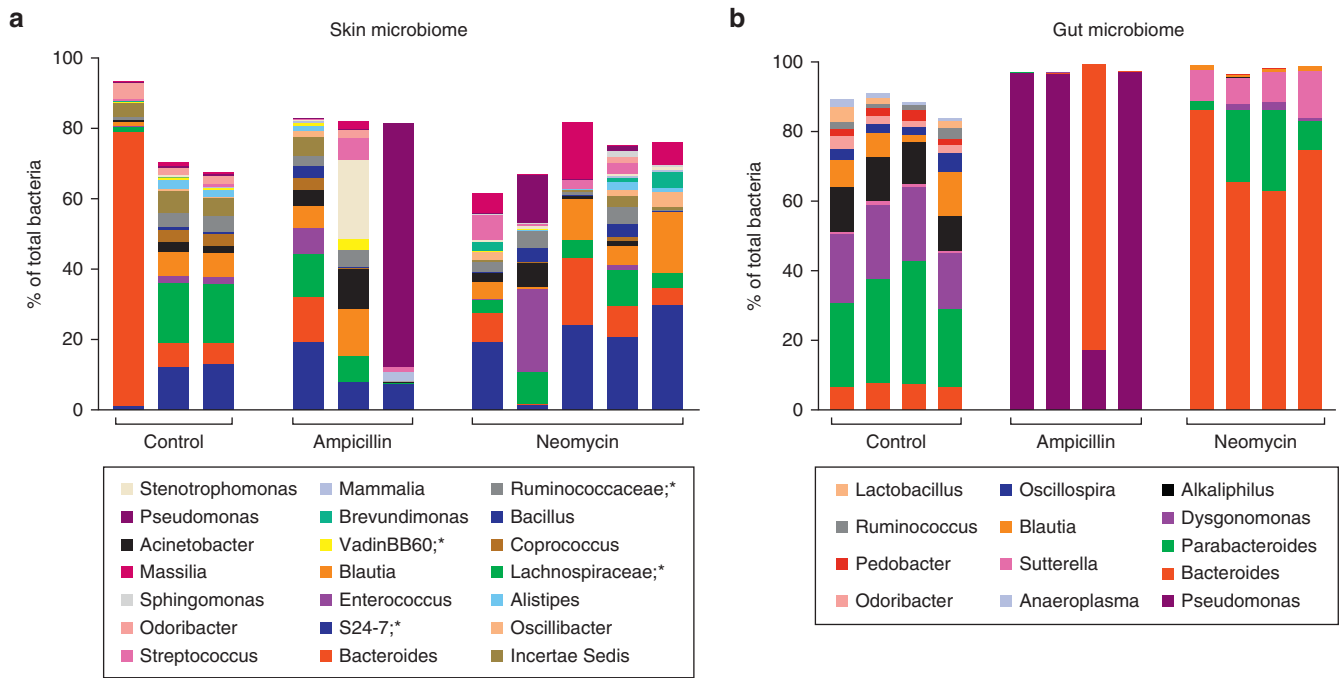 a
Skin microbiome
% of total bacteria
100
80
60
40
20
0
Control
Ampicillin
Neomycin
Stenotrophomonas
Pseudomonas
Acinetobacter
Massilia
Sphingomonas
Odoribacter
Streptococcus
Mammalia
Brevundimonas
VadinBB60;*
Blautia
Enterococcus
S24-7;*
Bacteroides
Ruminococcaceae;*
Bacillus
Coprococcus
Lachnospiraceae;*
Alistipes
Oscillibacter
Incertae Sedis
b
Gut microbiome
% of total bacteria
100
80
60
40
20
0
Control
Ampicillin
Neomycin
Lactobacillus
Ruminococcus
Pedobacter
Odoribacter
Oscillospira
Blautia
Sutterella
Anaeroplasma
Alkaliphilus
Dysgonomonas
Parabacteroides
Bacteroides
Pseudomonas